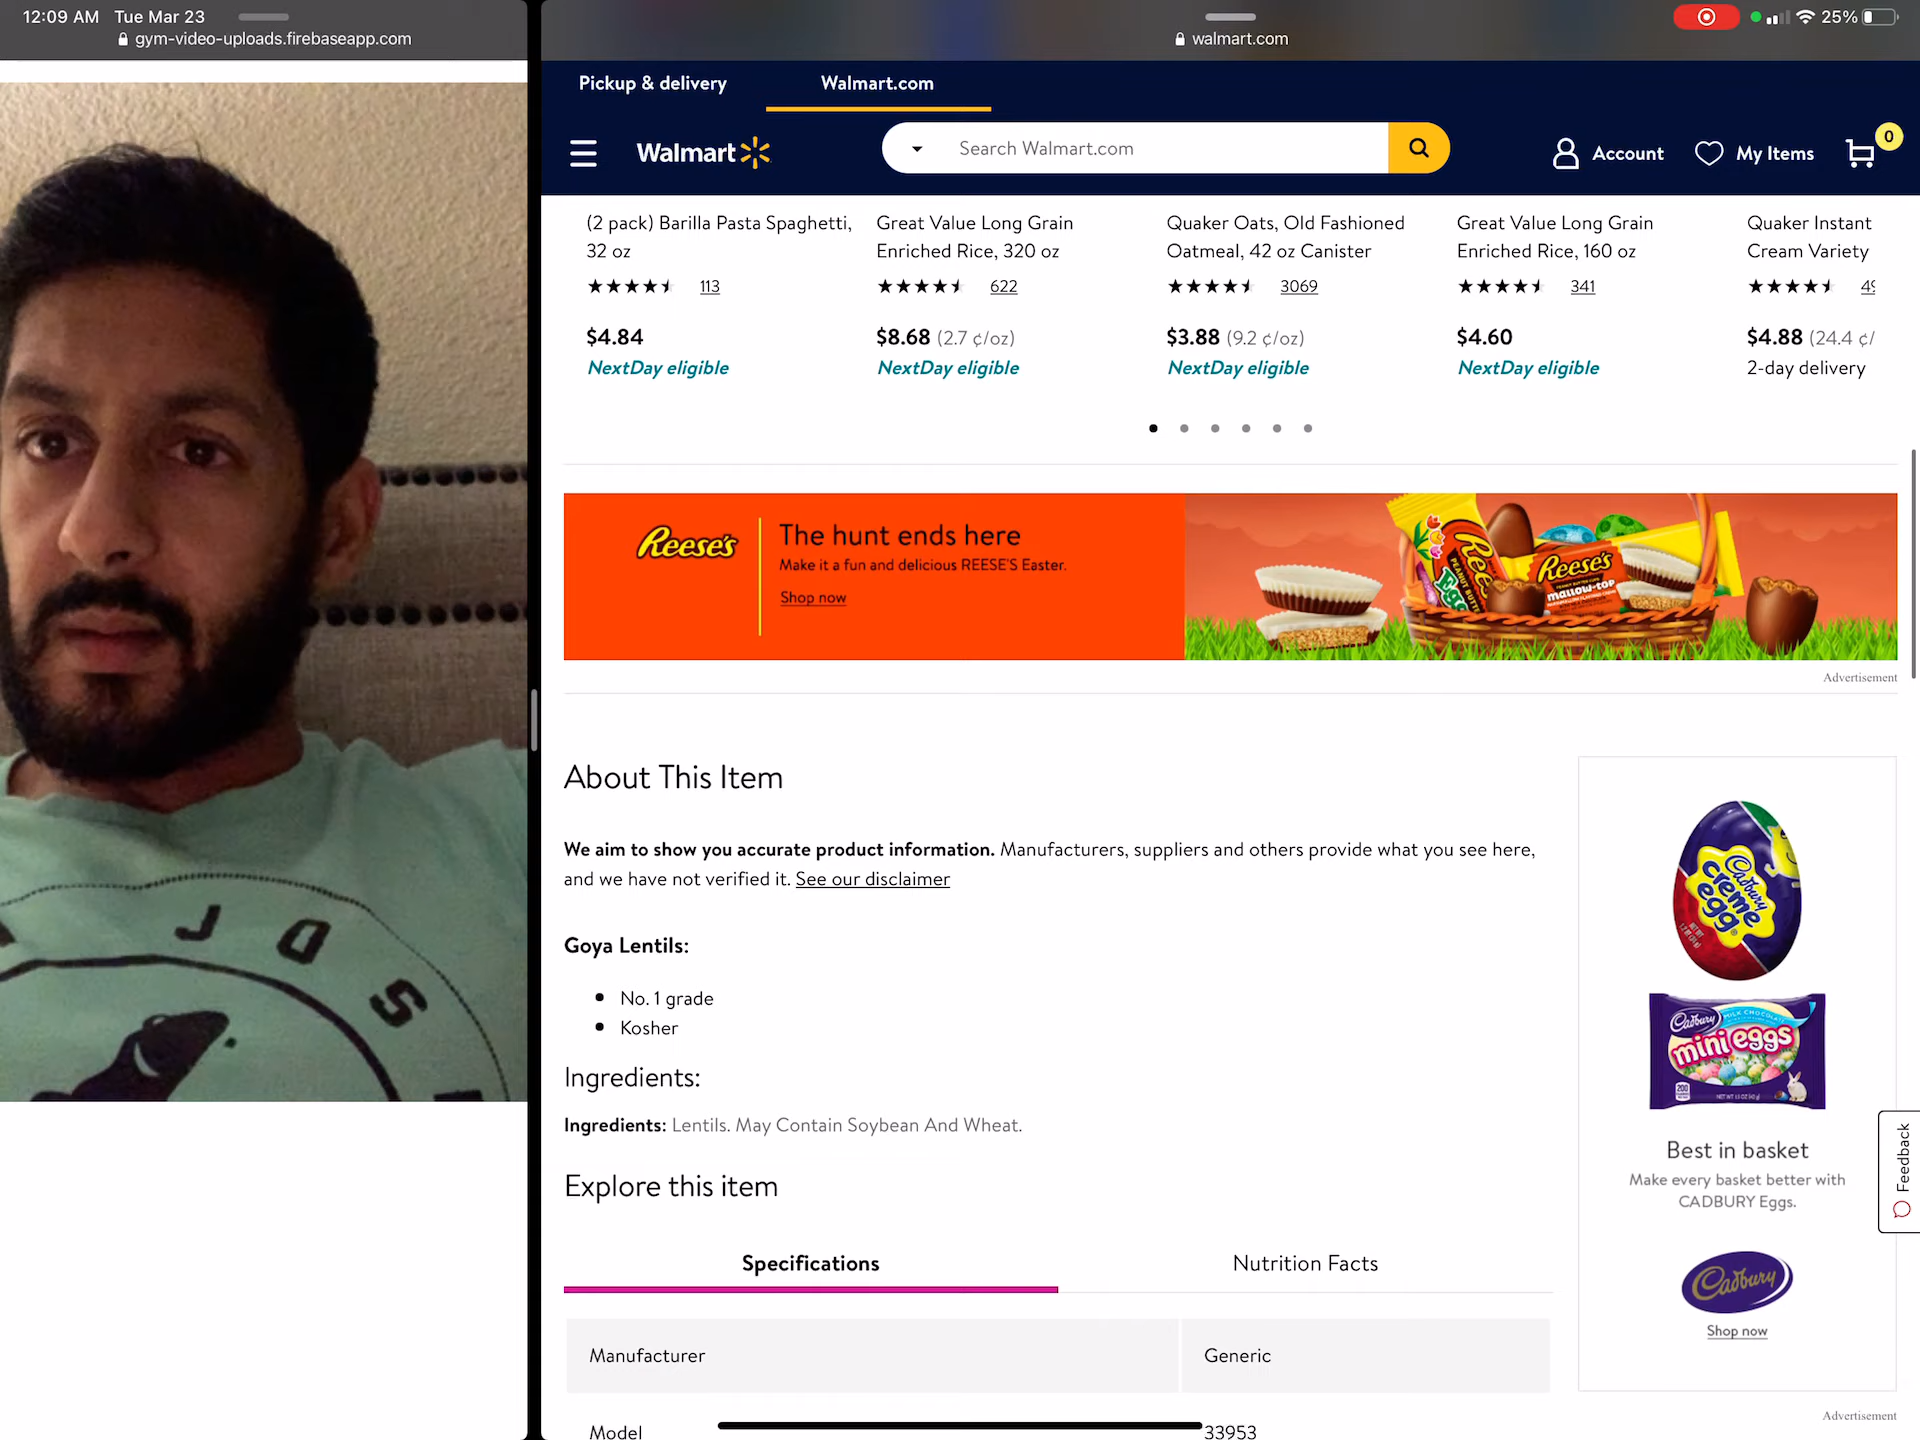 12:09 AM Tue Mar 23
gym-video-uploads.firebaseapp.com
JDS
25%
walmart.com
Pickup & delivery
Walmart.com
Walmart
Search Walmart.com
Account
My Items
0
(2 pack) Barilla Pasta Spaghetti,
32 oz
113
$4.84
NextDay eligible
Great Value Long Grain
Enriched Rice, 320 oz
622
$8.68 (2.7 ¢/oz)
NextDay eligible
Quaker Oats, Old Fashioned
Oatmeal, 42 oz Canister
3069
$3.88 (9.2 ¢/oz)
NextDay eligible
Great Value Long Grain
Enriched Rice, 160 oz
341
$4.60
NextDay eligible
Quaker Instant
Cream Variety
$4.88 (24.4 ¢/
2-day delivery
Reese's
The hunt ends here
Make it a fun and delicious REESE'S Easter.
Shop now
Reese's
mallow-top
Advertisement
About This Item
We aim to show you accurate product information. Manufacturers, suppliers and others provide what you see here,
and we have not verified it. See our disclaimer
Goya Lentils:
• No. 1 grade
• Kosher
Ingredients:
Ingredients: Lentils. May Contain Soybean And Wheat.
Explore this item
Specifications
Nutrition Facts
Manufacturer
Generic
Model
33953
Cadbury
creme
egg
Cadbury
MILK CHOCOLATE
mini eggs
Best in basket
Make every basket better with
CADBURY Eggs.
Cadbury
Shop now
Advertisement
Feedback